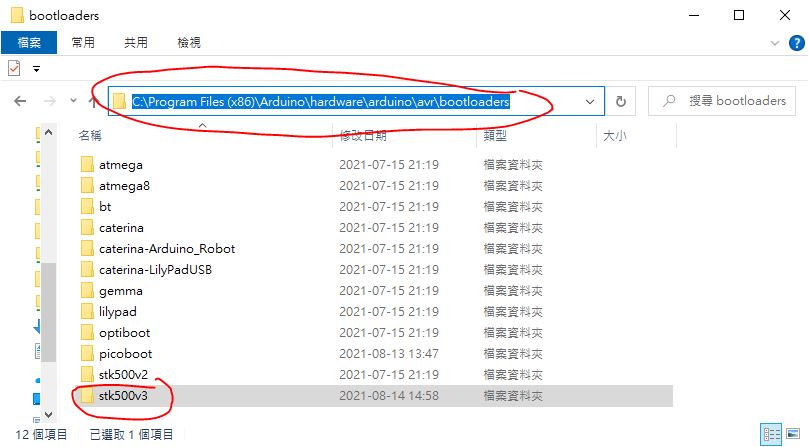 bootloaders
檔案 常用 共用 檢視
C:\Program Files (x86)\Arduino\hardware\arduino\avr\bootloaders 搜尋 bootloaders
名稱 修改日期 類型 大小
atmega 2021-07-15 21:19 檔案資料夾
atmega8 2021-07-15 21:19 檔案資料夾
bt 2021-07-15 21:19 檔案資料夾
caterina 2021-07-15 21:19 檔案資料夾
caterina-Arduino_Robot 2021-07-15 21:19 檔案資料夾
caterina-LilyPadUSB 2021-07-15 21:19 檔案資料夾
gemma 2021-07-15 21:19 檔案資料夾
lilypad 2021-07-15 21:19 檔案資料夾
optiboot 2021-07-15 21:19 檔案資料夾
picoboot 2021-08-13 13:47 檔案資料夾
stk500v2 2021-07-15 21:19 檔案資料夾
stk500v3 2021-08-14 14:58 檔案資料夾
12 個項目 已選取 1 個項目